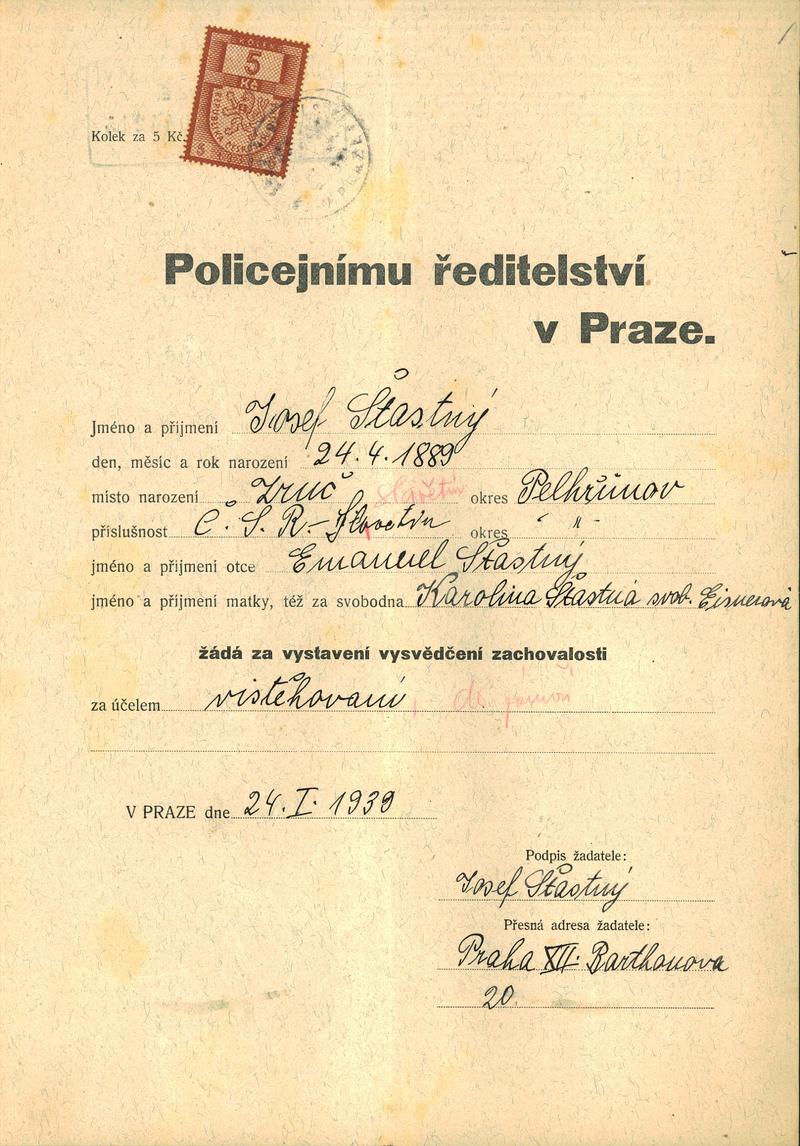 5
Kč
5
Kolek za 5 Kč.
Policejnímu ředitelství
v Praze.
Jméno a příjmení Josef Šťastný
den, měsíc a rok narození 24.4.1889
místo narození Zruč okres Pelhřimov
příslušnost Č.S.R.- Slovetín okres „
jméno a příjmení otce Emanuel Šťastný
jméno a příjmení matky, též za svobodna Karolina Šťastná svob. Eisnerová
žádá za vystavení vysvědčení zachovalosti
za účelem vistěhovaní
V PRAZE dne 24.I.1939
Podpis žadatele:
Josef Šťastný
Přesná adresa žadatele:
Praha XII. Barthouova
20